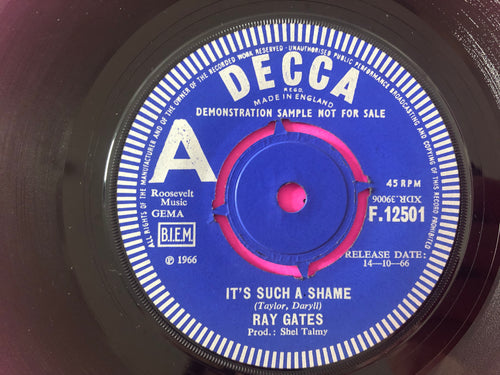 ALL RIGHTS OF THE MANUFACTURER AND OF THE OWNER OF THE RECORDED WORK RESERVED · UNAUTHORISED PUBLIC PERFORMANCE BROADCASTING AND COPYING OF THIS RECORD PROHIBITED
DECCA
REGD.
MADE IN ENGLAND
DEMONSTRATION SAMPLE NOT FOR SALE
A
Roosevelt
Music
GEMA
B.I.E.M.
℗ 1966
45 RPM
XDR.39006
F.12501
RELEASE DATE:
14-10-66
IT'S SUCH A SHAME
(Taylor, Daryll)
RAY GATES
Prod.: Shel Talmy